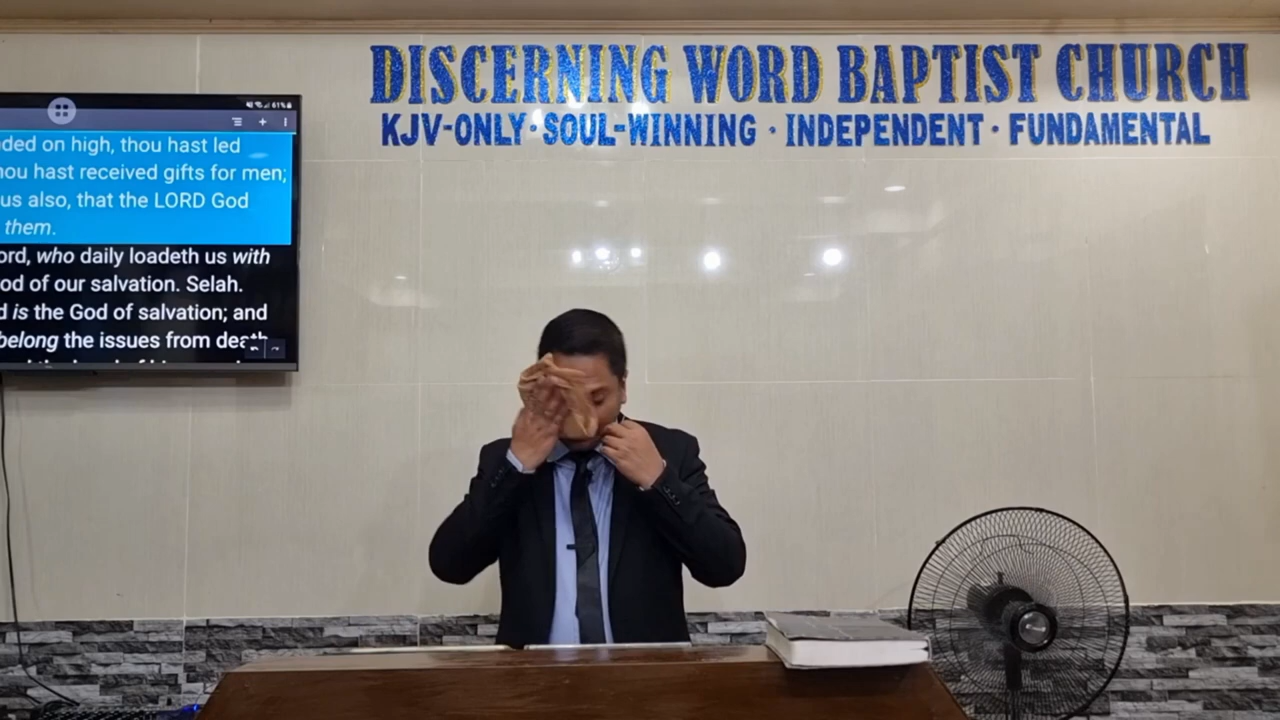 DISCERNING WORD BAPTIST CHURCH
KJV-ONLY · SOUL-WINNING · INDEPENDENT · FUNDAMENTAL
61%
ded on high, thou hast led
hou hast received gifts for men;
us also, that the LORD God
them.
ord, who daily loadeth us with
od of our salvation. Selah.
d is the God of salvation; and
belong the issues from death